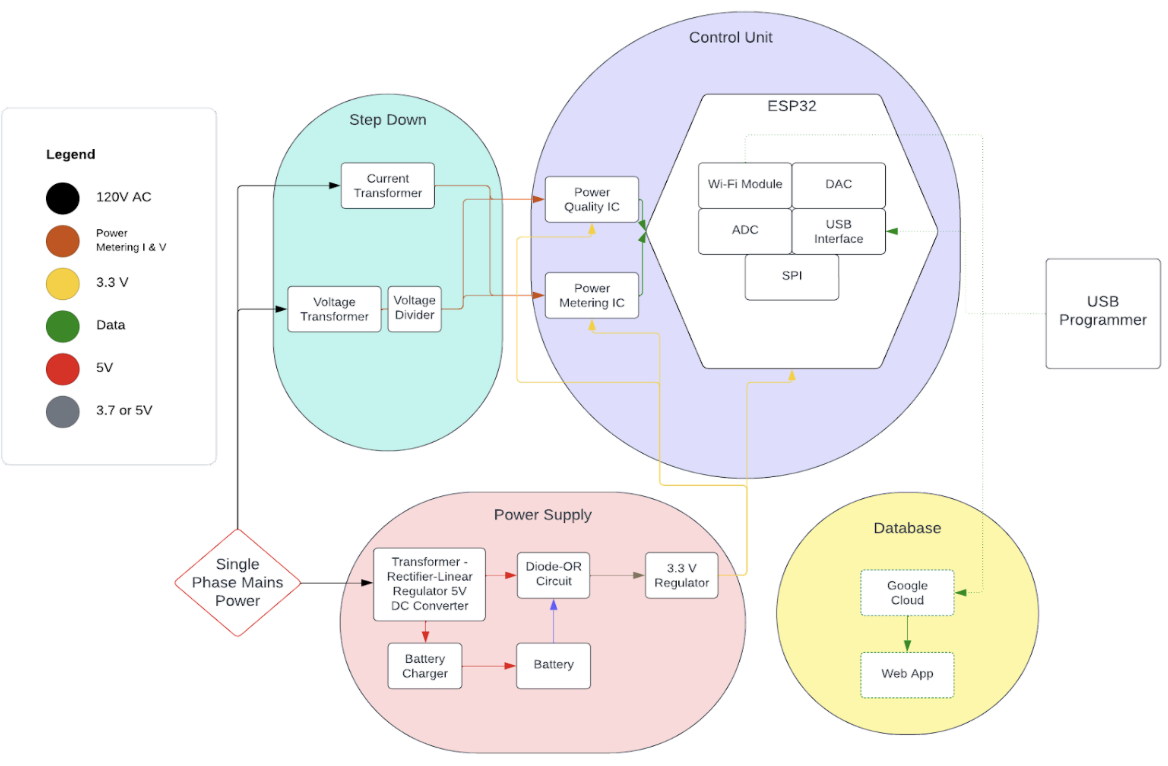 Control Unit
ESP32
Step Down
Legend
120V AC
Power
Metering I & V
3.3 V
Data
5V
3.7 or 5V
Current
Transformer
Voltage
Transformer
Voltage
Divider
Power
Quality IC
Power
Metering IC
Wi-Fi Module
DAC
ADC
USB
Interface
SPI
USB
Programmer
Single
Phase Mains
Power
Power Supply
Transformer -
Rectifier-Linear
Regulator 5V
DC Converter
Diode-OR
Circuit
3.3 V
Regulator
Battery
Charger
Battery
Database
Google
Cloud
Web App